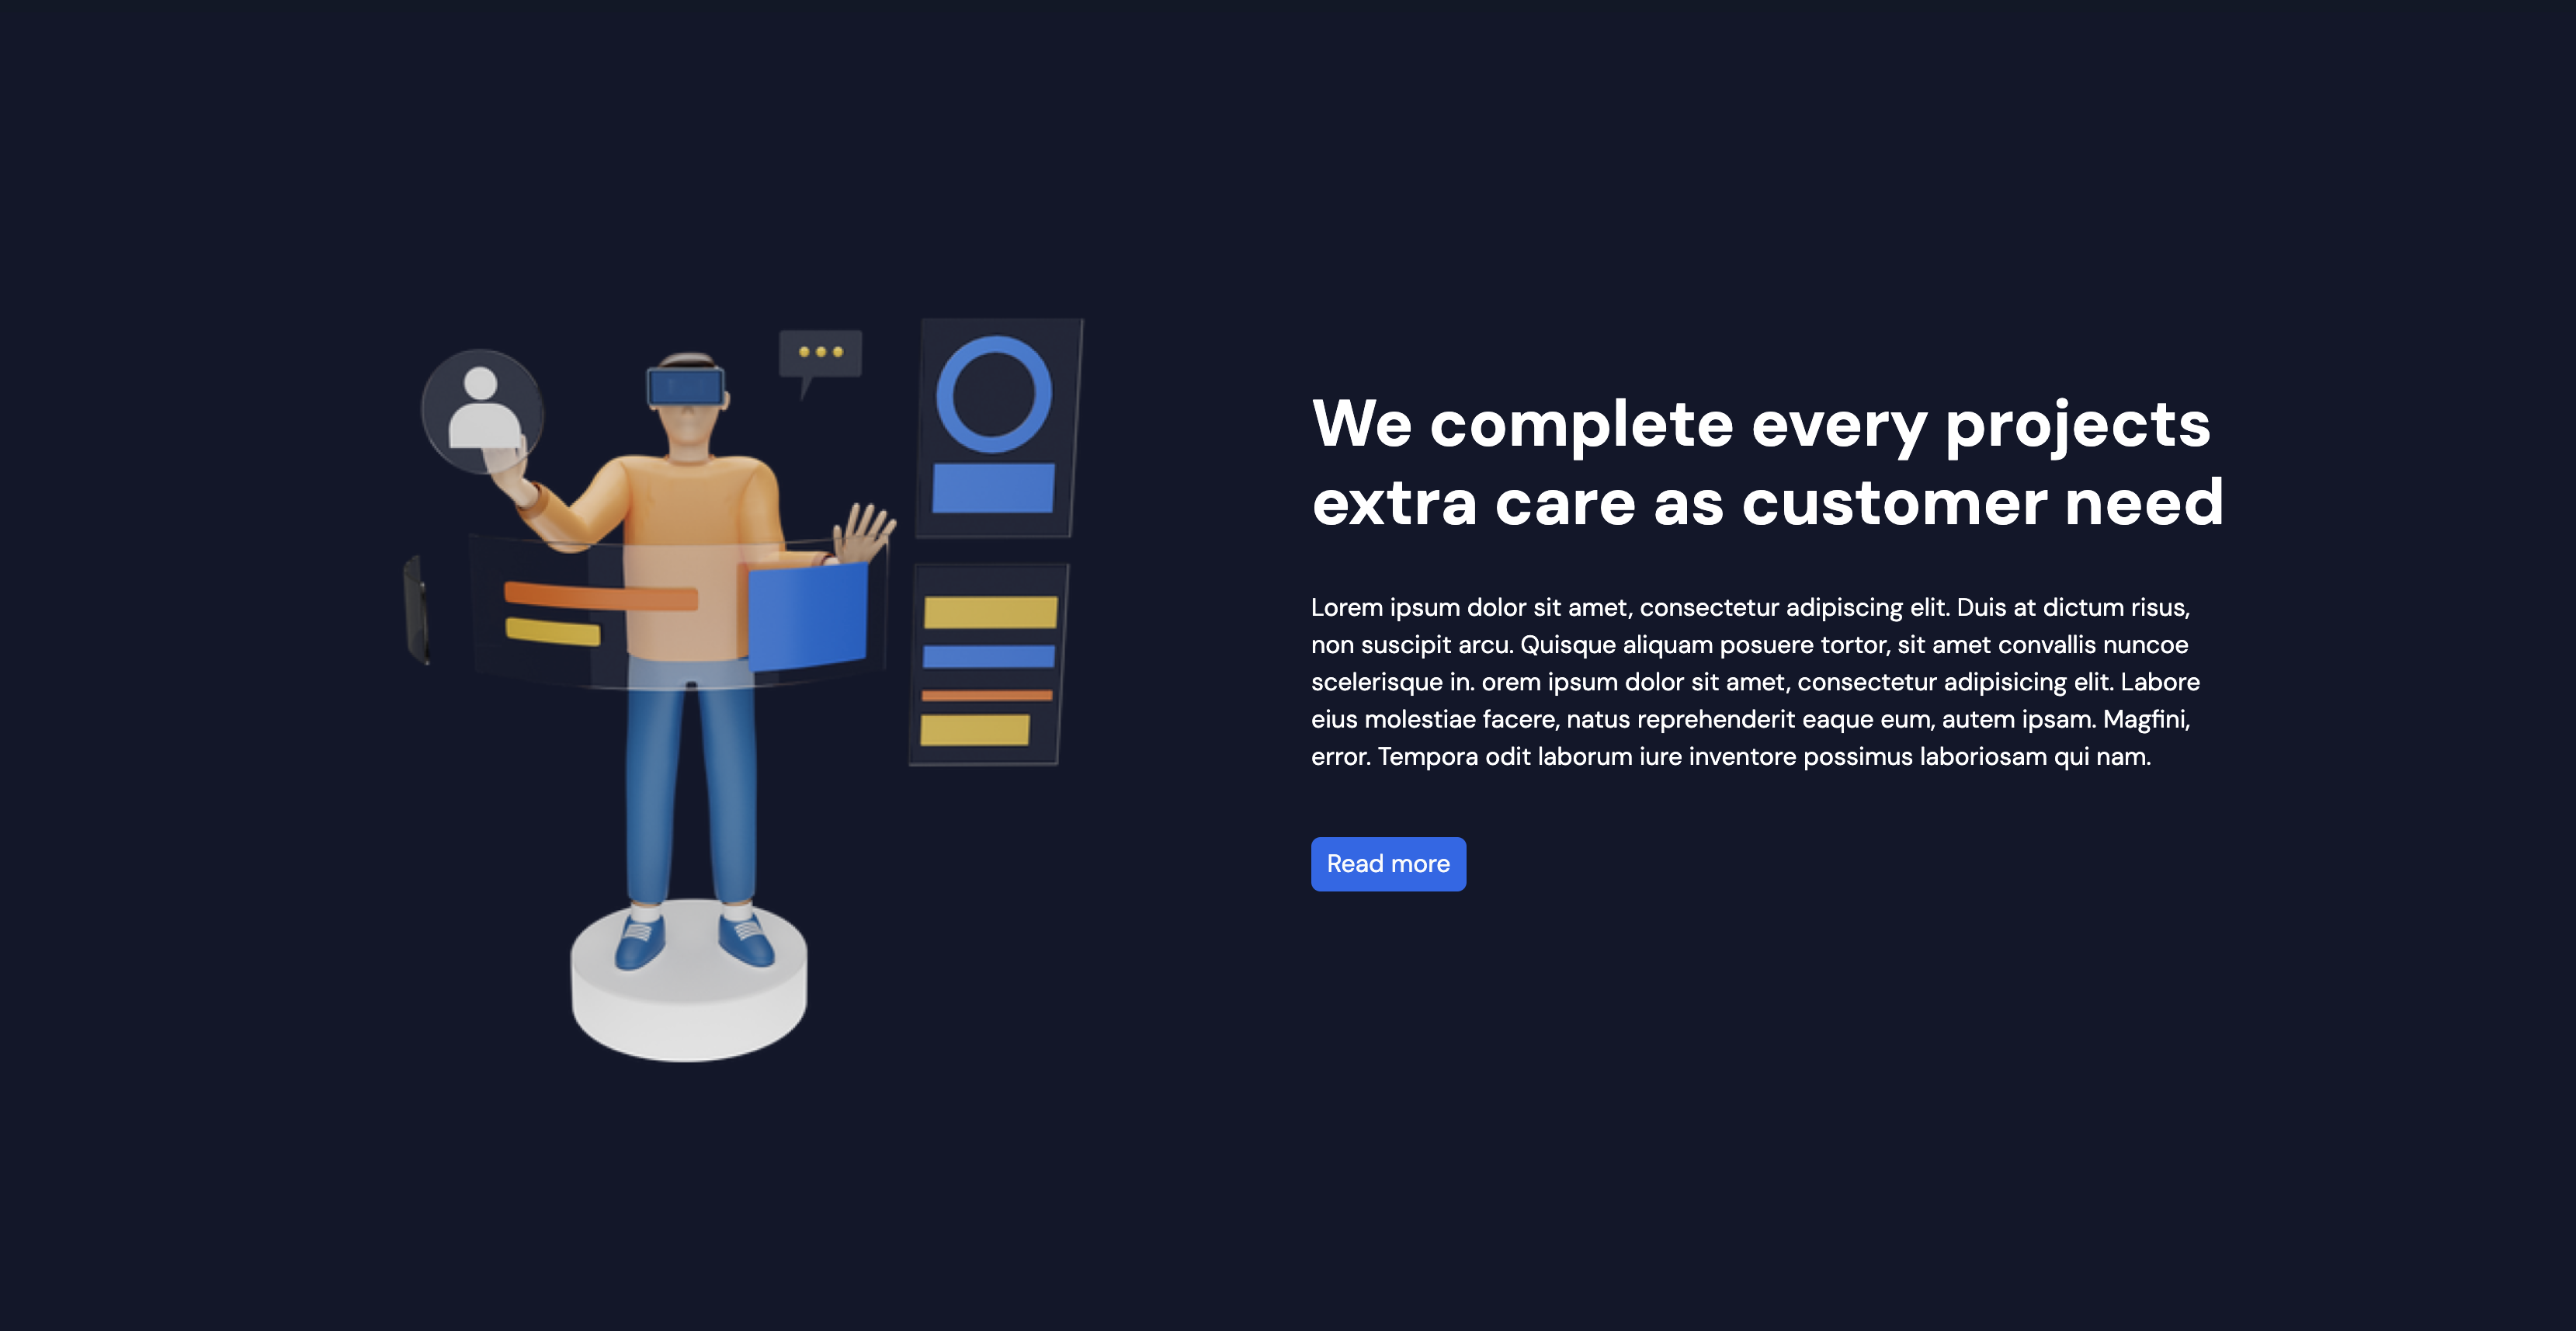 We complete every projects
extra care as customer need
Lorem ipsum dolor sit amet, consectetur adipiscing elit. Duis at dictum risus,
non suscipit arcu. Quisque aliquam posuere tortor, sit amet convallis nuncoe
scelerisque in. orem ipsum dolor sit amet, consectetur adipisicing elit. Labore
eius molestiae facere, natus reprehenderit eaque eum, autem ipsam. Magfini,
error. Tempora odit laborum iure inventore possimus laboriosam qui nam.
Read more